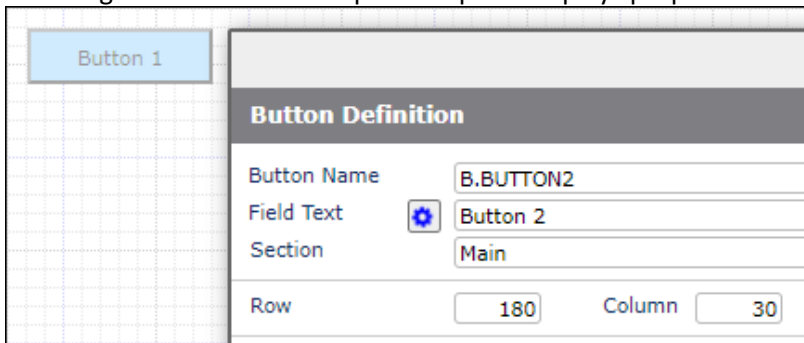 Button 1
Button Definition
Button Name B.BUTTON2
Field Text Button 2
Section Main
Row 180 Column 30